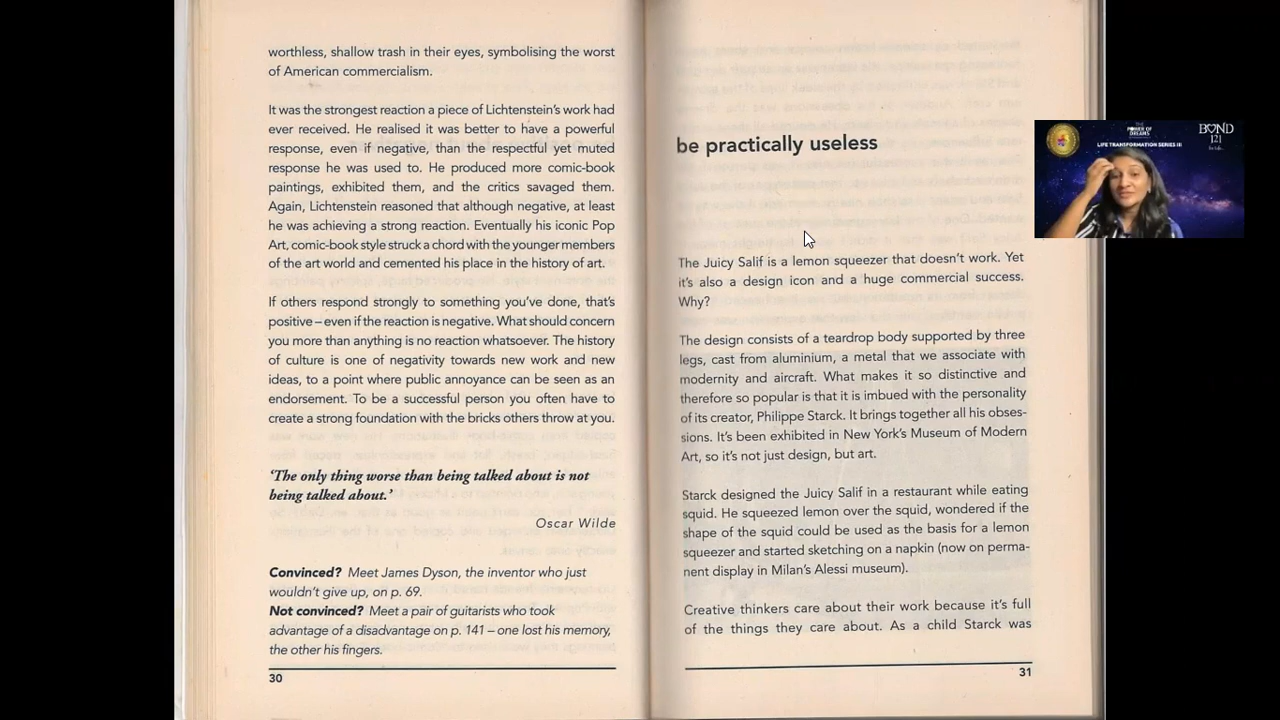 worthless, shallow trash in their eyes, symbolising the worst
of American commercialism.
It was the strongest reaction a piece of Lichtenstein's work had
ever received. He realised it was better to have a powerful
response, even if negative, than the respectful yet muted
response he was used to. He produced more comic-book
paintings, exhibited them, and the critics savaged them.
Again, Lichtenstein reasoned that although negative, at least
he was achieving a strong reaction. Eventually his iconic Pop
Art, comic-book style struck a chord with the younger members
of the art world and cemented his place in the history of art.
If others respond strongly to something you've done, that's
positive – even if the reaction is negative. What should concern
you more than anything is no reaction whatsoever. The history
of culture is one of negativity towards new work and new
ideas, to a point where public annoyance can be seen as an
endorsement. To be a successful person you often have to
create a strong foundation with the bricks others throw at you.
'The only thing worse than being talked about is not
being talked about.'
Oscar Wilde
Convinced? Meet James Dyson, the inventor who just
wouldn't give up, on p. 69.
Not convinced? Meet a pair of guitarists who took
advantage of a disadvantage on p. 141 – one lost his memory,
the other his fingers.
30
be practically useless
The Juicy Salif is a lemon squeezer that doesn't work. Yet
it's also a design icon and a huge commercial success.
Why?
The design consists of a teardrop body supported by three
legs, cast from aluminium, a metal that we associate with
modernity and aircraft. What makes it so distinctive and
therefore so popular is that it is imbued with the personality
of its creator, Philippe Starck. It brings together all his obses-
sions. It's been exhibited in New York's Museum of Modern
Art, so it's not just design, but art.
Starck designed the Juicy Salif in a restaurant while eating
squid. He squeezed lemon over the squid, wondered if the
shape of the squid could be used as the basis for a lemon
squeezer and started sketching on a napkin (now on perma-
nent display in Milan's Alessi museum).
Creative thinkers care about their work because it's full
of the things they care about. As a child Starck was
31
THE
POWER OF
DREAMS
LIFE TRANSFORMATION SERIES III
BOND
121